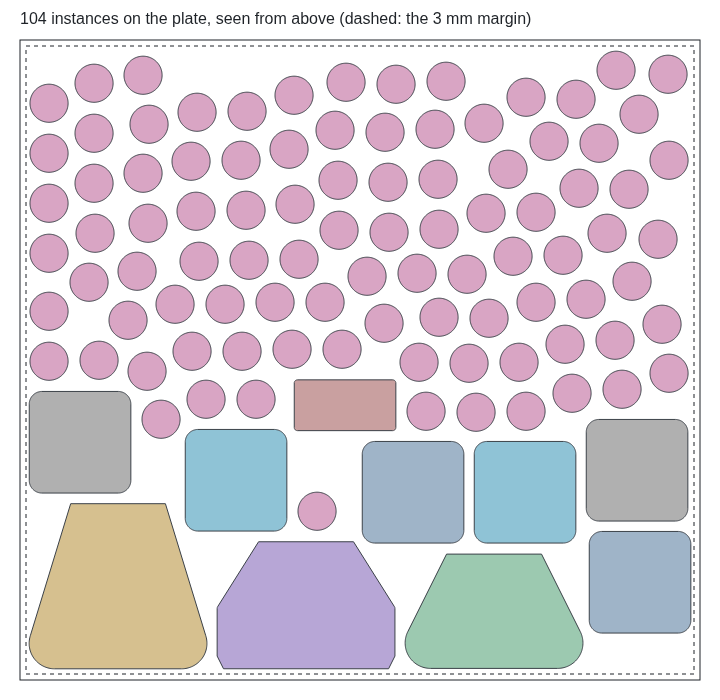 104 instances on the plate, seen from above (dashed: the 3 mm margin)